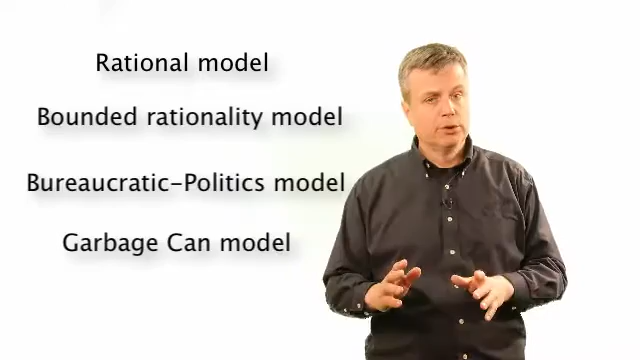 Rational model
Bounded rationality model
Bureaucratic-Politics model
Garbage Can model